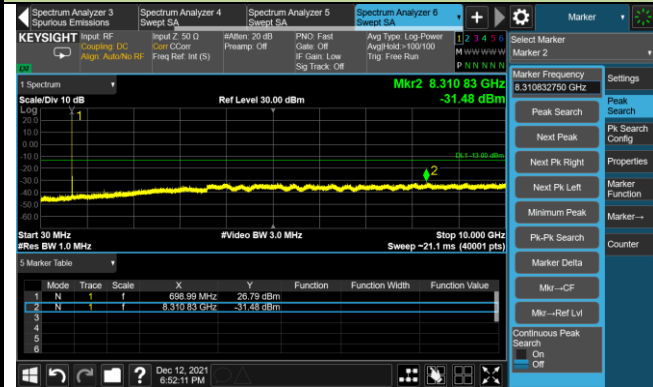 Spectrum Analyzer 3
Spurious Emissions
Spectrum Analyzer 4
Swept SA
Spectrum Analyzer 5
Swept SA
Spectrum Analyzer 6
Swept SA
Marker
KEYSIGHT
Input: RF
Coupling: DC
Align: Auto/No RF
Input Z: 50 Ω
Corr CCorr
Freq Ref: Int (S)
#Atten: 20 dB
Preamp: Off
PNO: Fast
Gate: Off
IF Gain: Low
Sig Track: Off
Avg Type: Log-Power
Avg|Hold:>100/100
Trig: Free Run
1 2 3 4 5 6
M W W W W W
P N N N N N
Select Marker
Marker 2
1 Spectrum
Mkr2 8.310 83 GHz
Scale/Div 10 dB
Ref Level 30.00 dBm
-31.48 dBm
Log
20.0
10.0
0.00
-10.0
-20.0
-30.0
-40.0
-50.0
-60.0
1
DL1 -13.00 dBm
2
Start 30 MHz
#Video BW 3.0 MHz
Stop 10.000 GHz
#Res BW 1.0 MHz
Sweep ~21.1 ms (40001 pts)
5 Marker Table
Mode Trace Scale X Y Function Function Width Function Value
1 N 1 f 698.99 MHz 26.79 dBm
2 N 1 f 8.310 83 GHz -31.48 dBm
3
4
5
6
Marker Frequency
8.310832750 GHz
Peak Search
Next Peak
Next Pk Right
Next Pk Left
Minimum Peak
Pk-Pk Search
Marker Delta
Mkr→CF
Mkr→Ref Lvl
Continuous Peak
Search
On
Off
Settings
Peak
Search
Pk Search
Config
Properties
Marker
Function
Marker→
Counter
Dec 12, 2021
6:52:11 PM